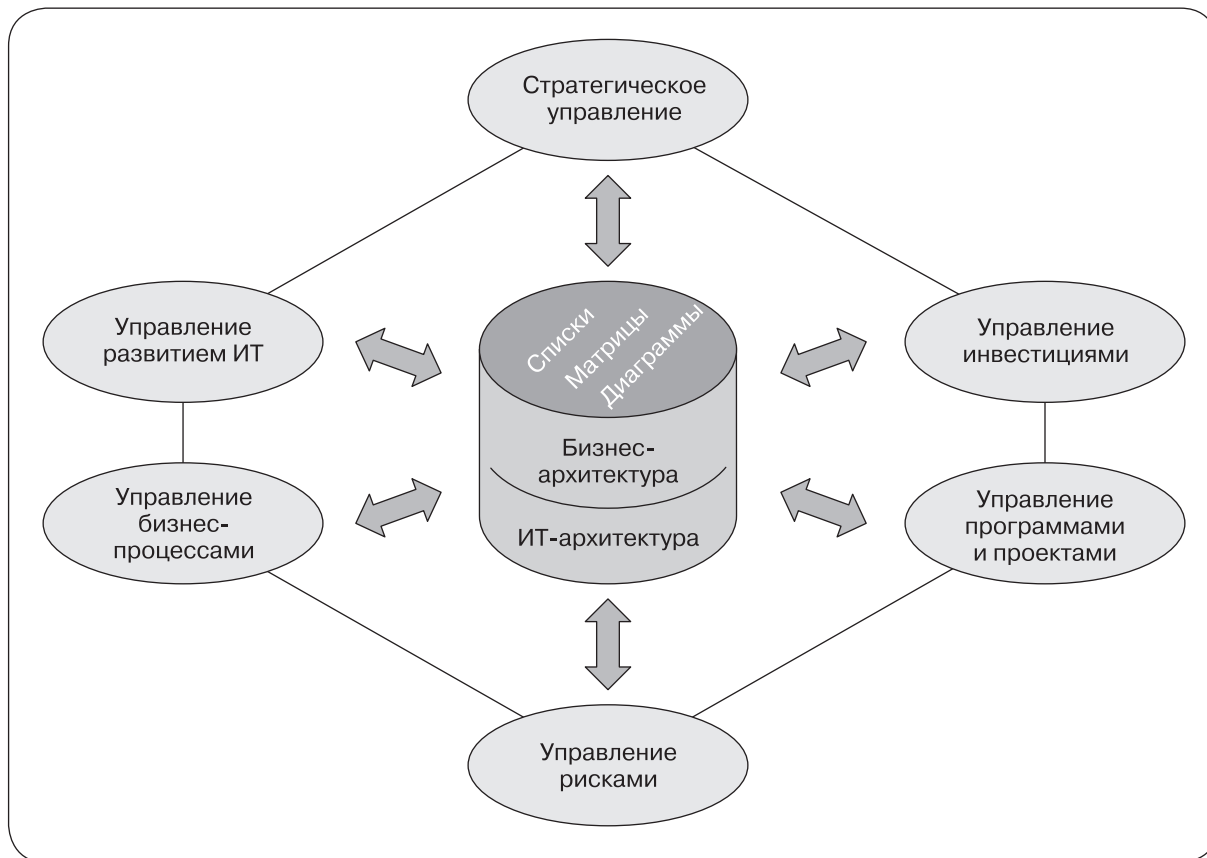 Стратегическое
управление
Управление
развитием ИТ
Списки
Матрицы
Диаграммы
Управление
инвестициями
Бизнес-
архитектура
Управление
бизнес-
процессами
ИТ-архитектура
Управление
программами
и проектами
Управление
рисками